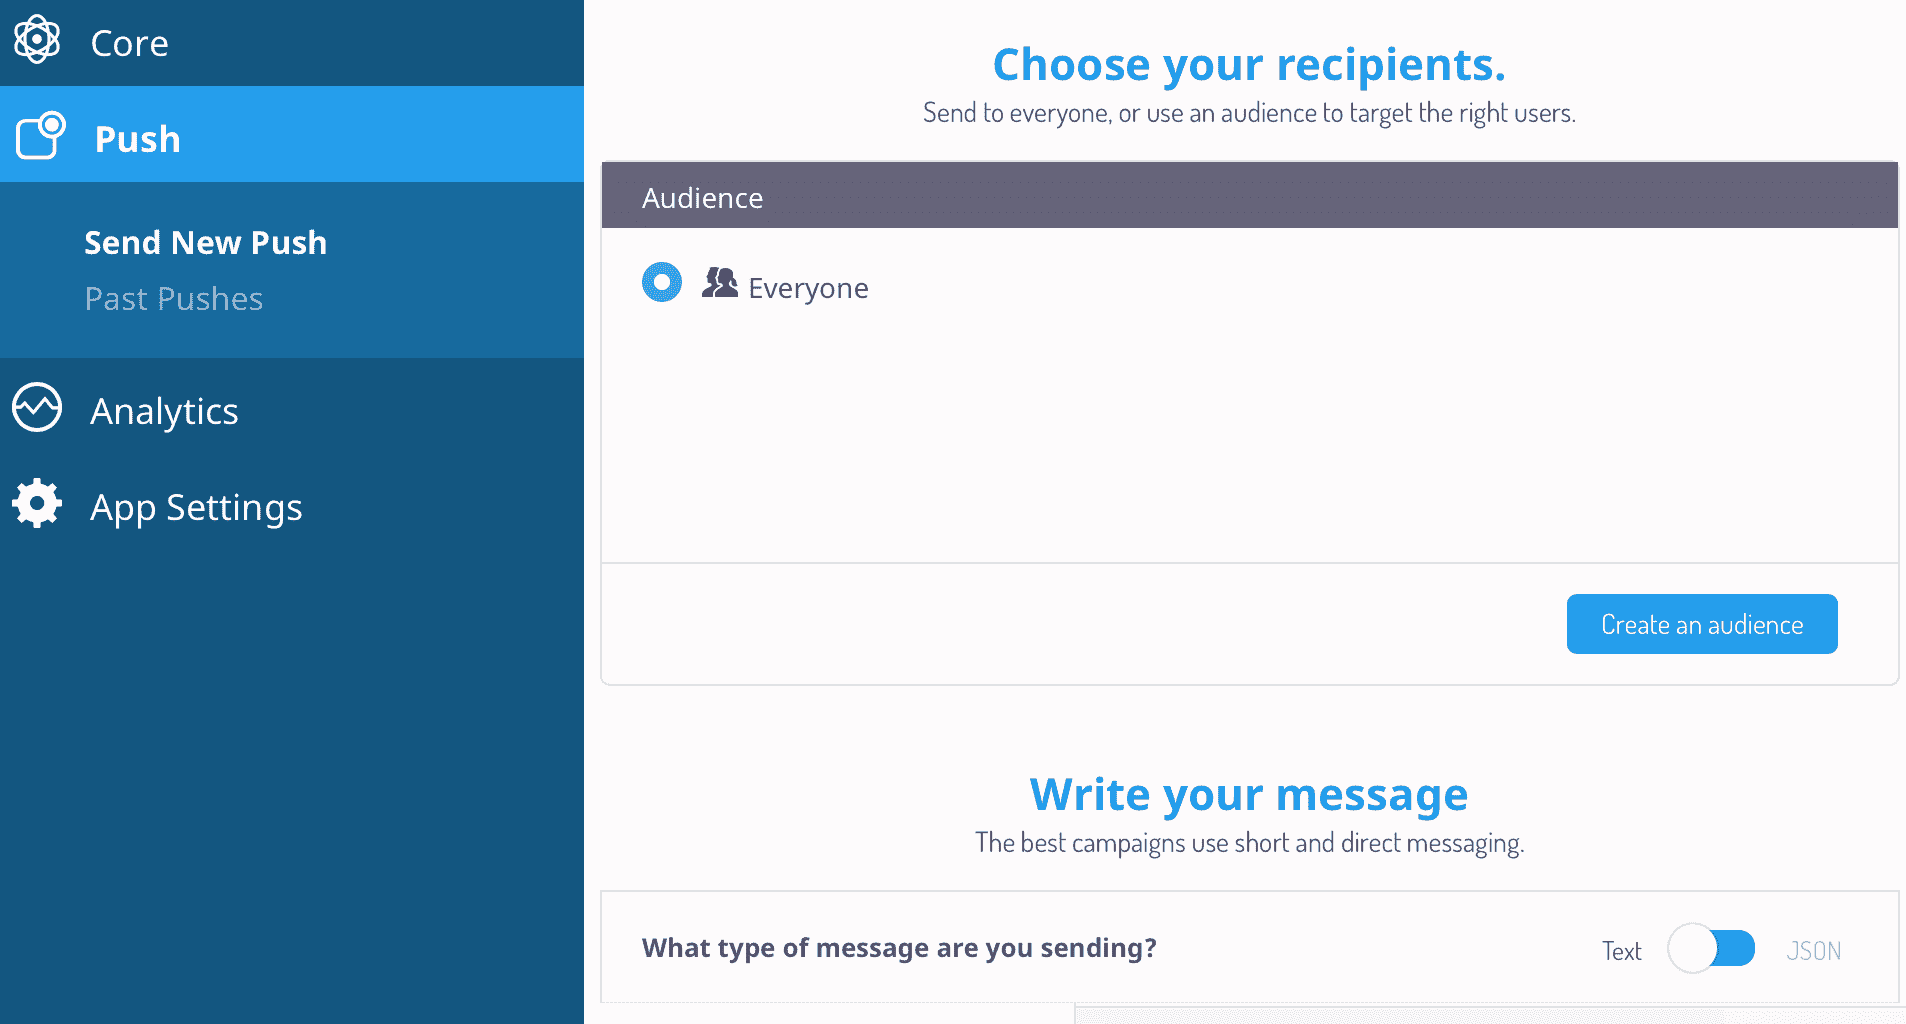 Core
Push
Send New Push
Past Pushes
Analytics
App Settings
Choose your recipients.
Send to everyone, or use an audience to target the right users.
Audience
Everyone
Create an audience
Write your message
The best campaigns use short and direct messaging.
What type of message are you sending?
Text
JSON